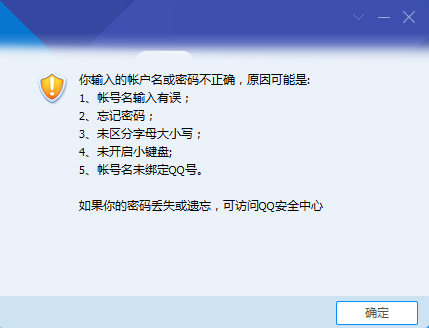 你输入的帐户名或密码不正确，原因可能是:
1、帐号名输入有误；
2、忘记密码；
3、未区分字母大小写；
4、未开启小键盘;
5、帐号名未绑定QQ号。
如果你的密码丢失或遗忘，可访问QQ安全中心
确定